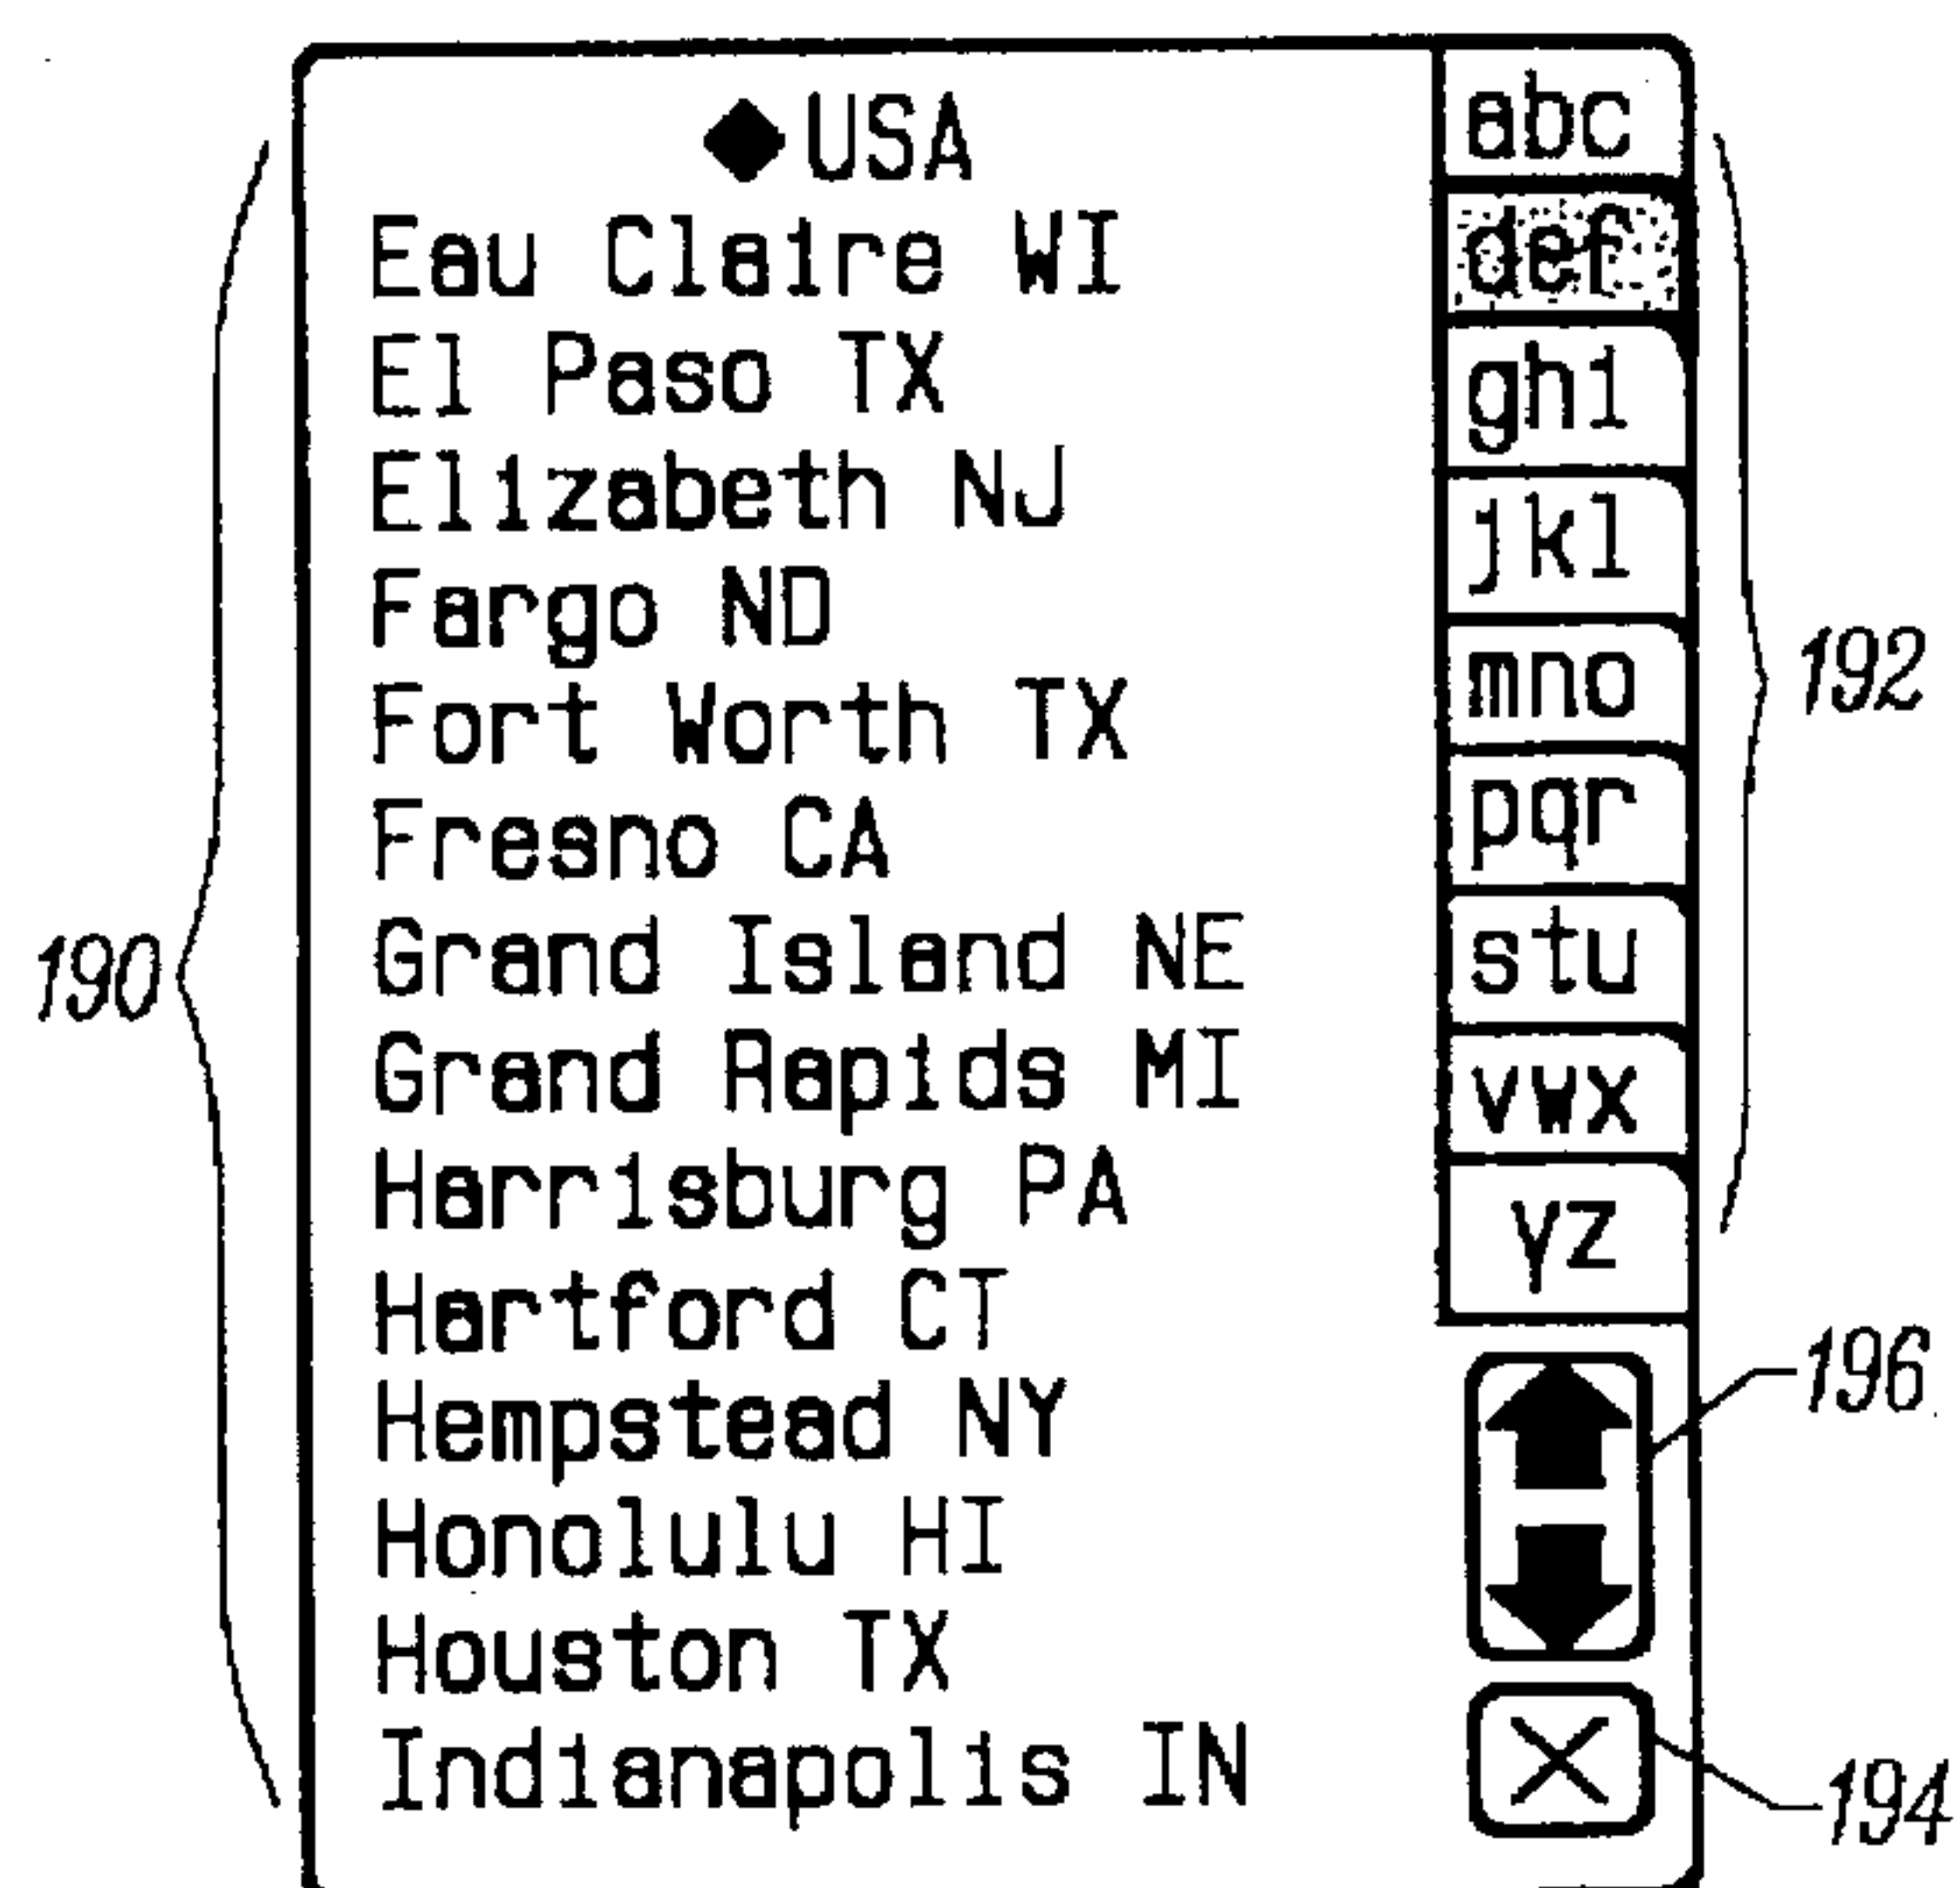 ◆USA
Eau Claire WI
El Paso TX
Elizabeth NJ
Fargo ND
Fort Worth TX
Fresno CA
Grand Island NE
Grand Rapids MI
Harrisburg PA
Hartford CT
Hempstead NY
Honolulu HI
Houston TX
Indianapolis IN
abc
def
ghi
jkl
mno
pqr
stu
vwx
yz
190
192
196
194